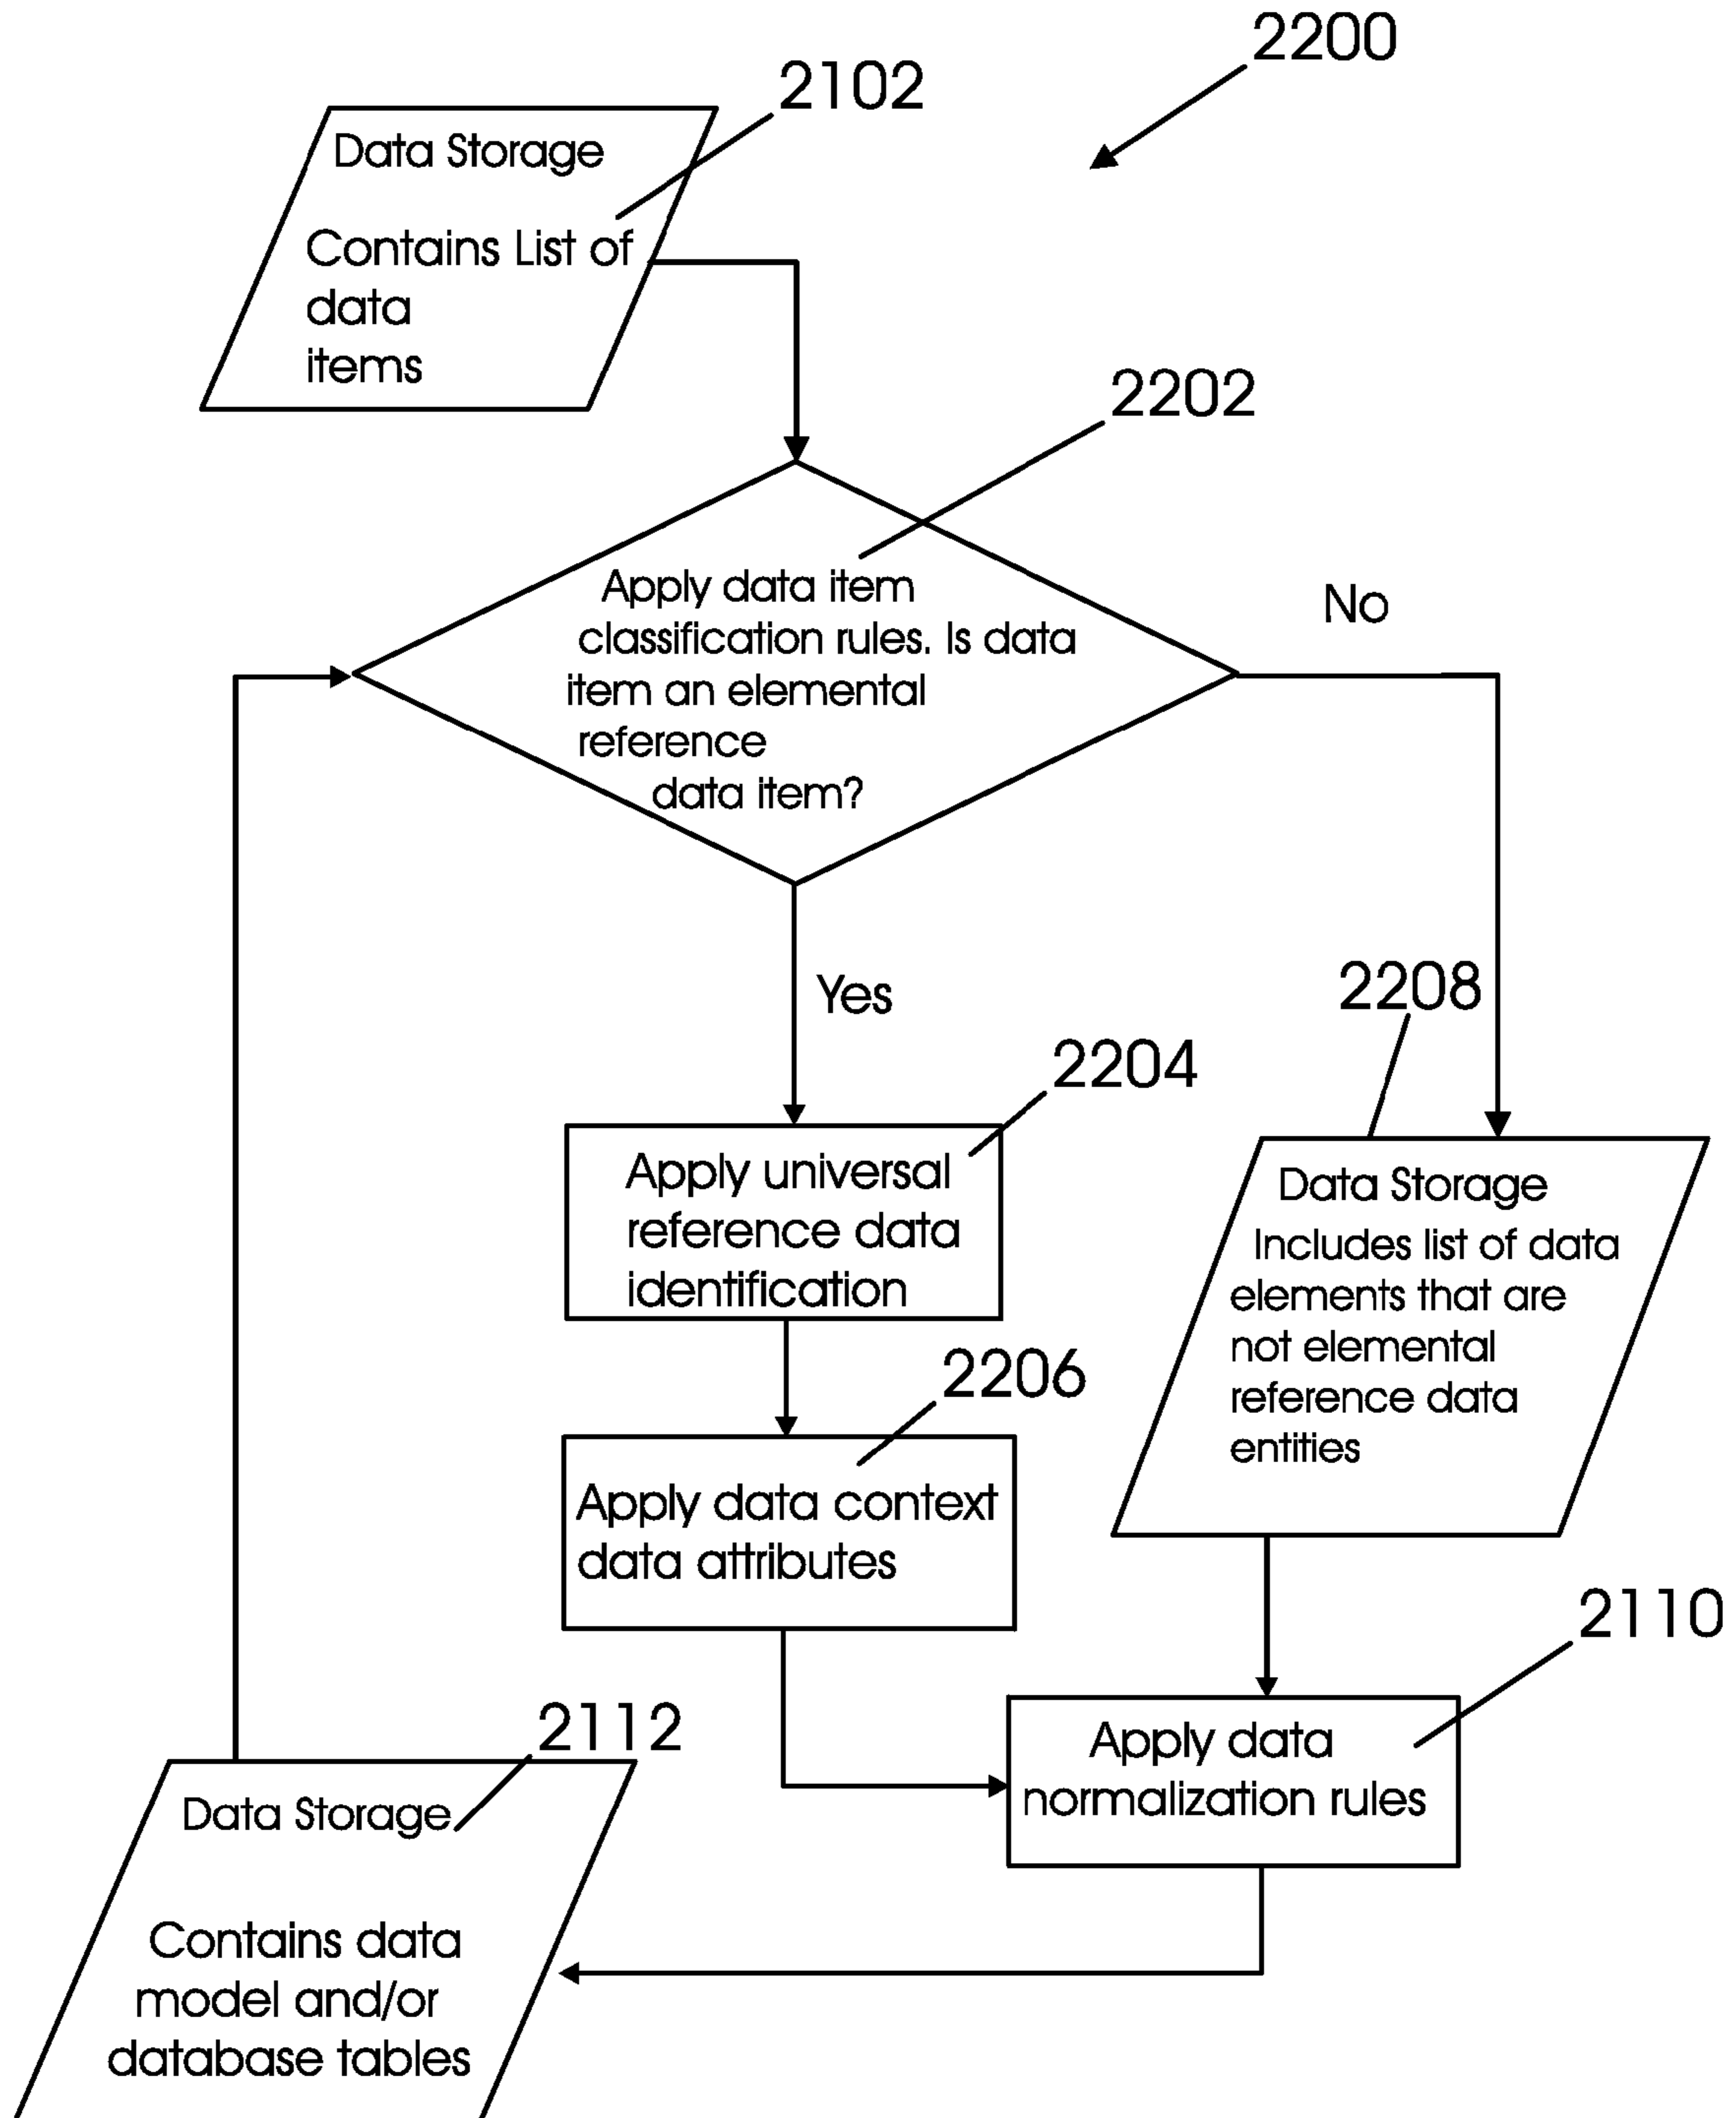 2200
2102
Data Storage
Contains List of
data
items
2202
Apply data item
classification rules. Is data
item an elemental
reference
data item?
No
Yes
2208
2204
Apply universal
reference data
identification
Data Storage
Includes list of data
elements that are
not elemental
reference data
entities
2206
Apply data context
data attributes
2110
Apply data
normalization rules
2112
Data Storage
Contains data
model and/or
database tables